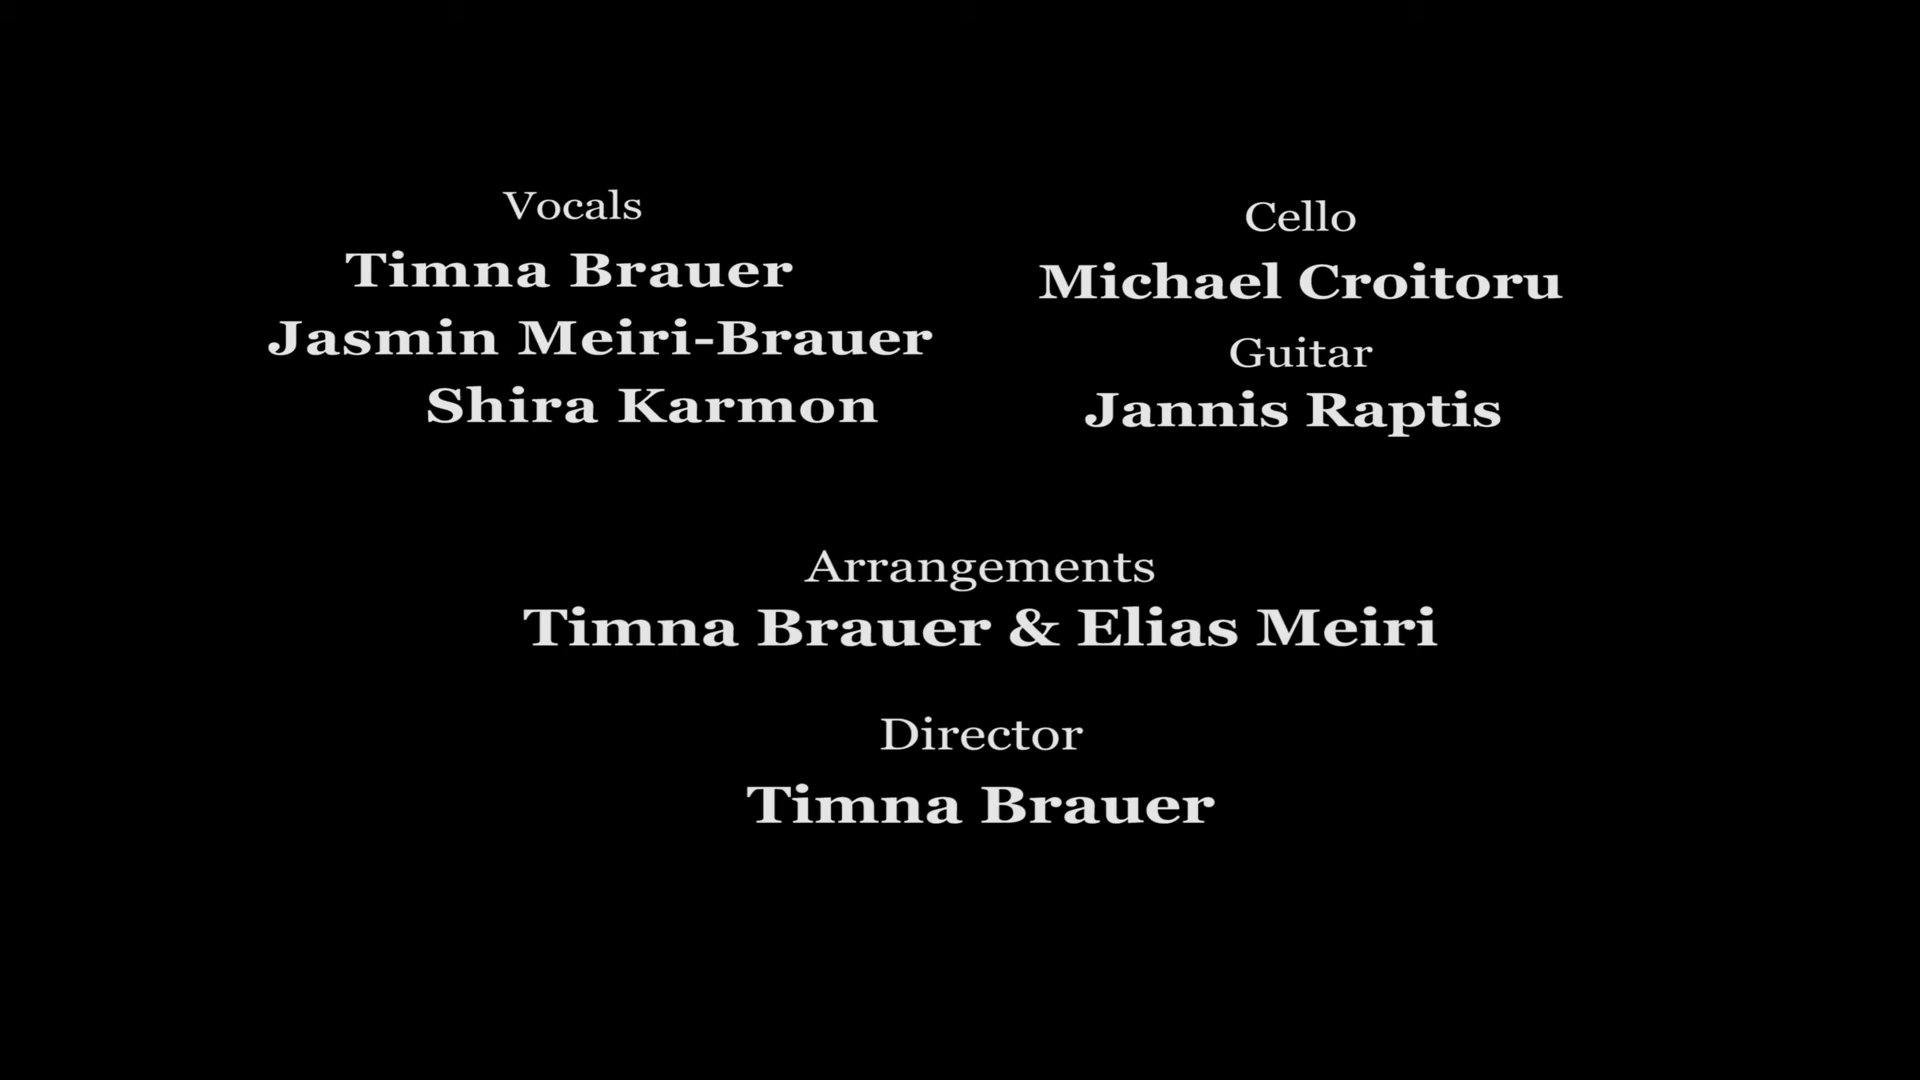 Vocals
Timna Brauer
Jasmin Meiri-Brauer
Shira Karmon
Cello
Michael Croitoru
Guitar
Jannis Raptis
Arrangements
Timna Brauer & Elias Meiri
Director
Timna Brauer